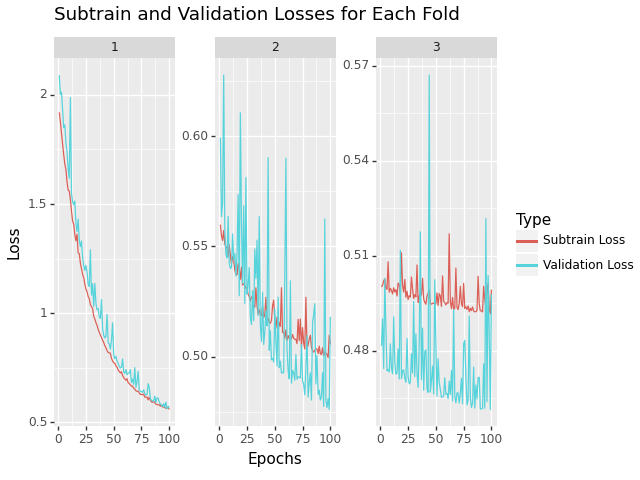 Subtrain and Validation Losses for Each Fold
1
2
3
2
1.5
1
0.5
0.60
0.55
0.50
0.57
0.54
0.51
0.48
0 25 50 75 100
0 25 50 75 100
0 25 50 75 100
Loss
Epochs
Type
Subtrain Loss
Validation Loss